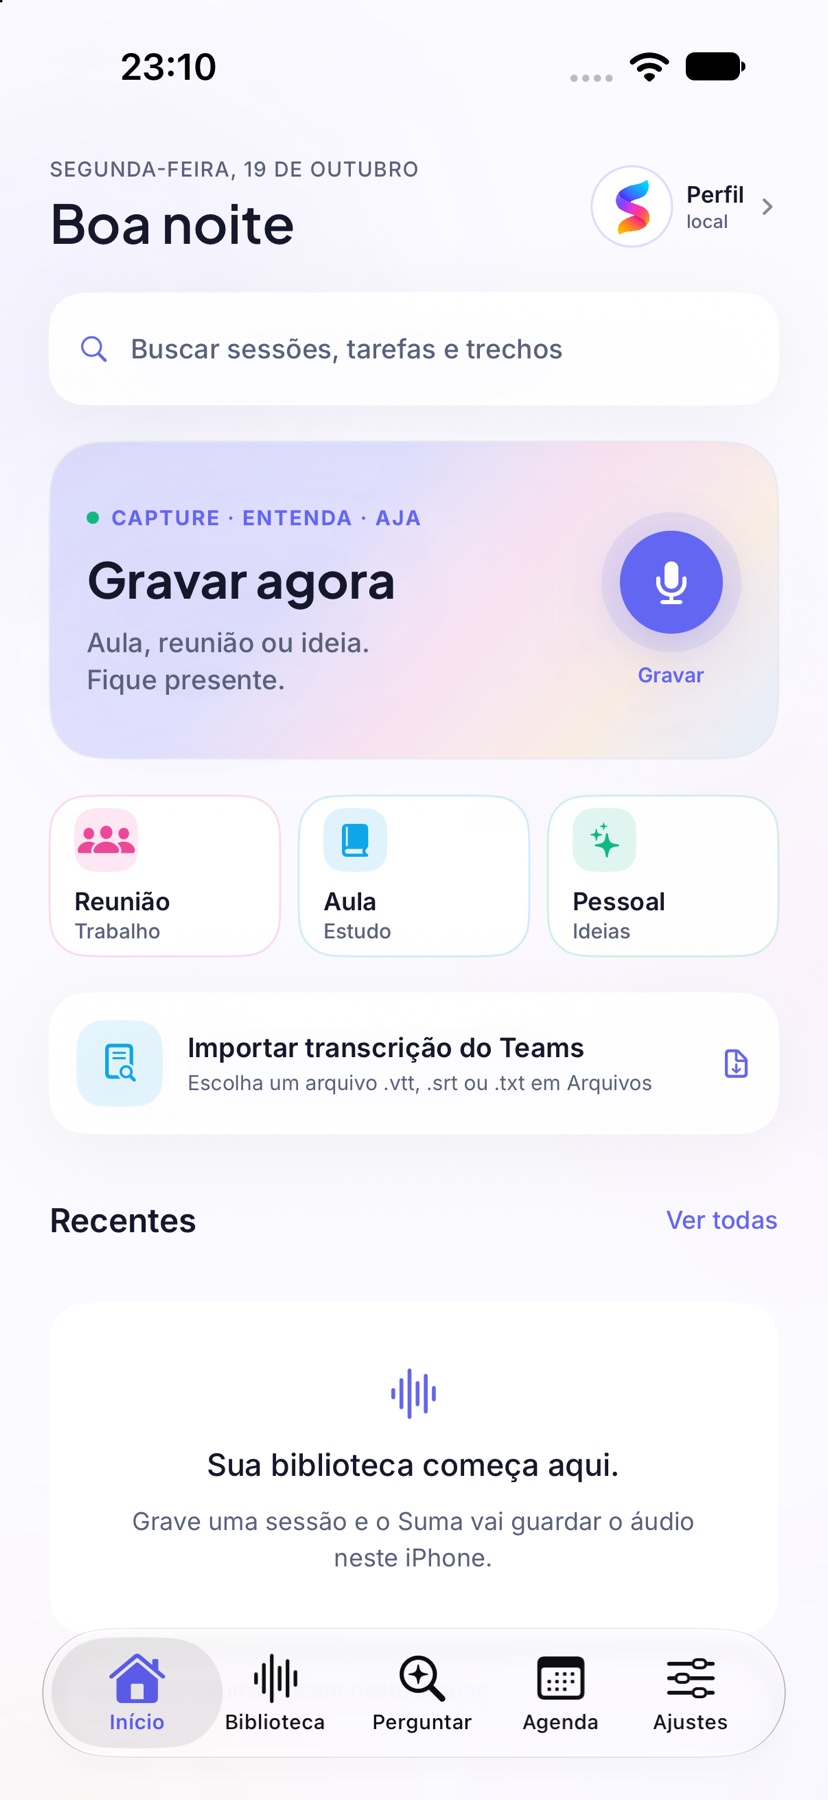 23:10
SEGUNDA-FEIRA, 19 DE OUTUBRO
Boa noite
Perfil
local
Buscar sessões, tarefas e trechos
CAPTURE · ENTENDA · AJA
Gravar agora
Aula, reunião ou ideia.
Fique presente.
Gravar
Reunião
Trabalho
Aula
Estudo
Pessoal
Ideias
Importar transcrição do Teams
Escolha um arquivo .vtt, .srt ou .txt em Arquivos
Recentes
Ver todas
Sua biblioteca começa aqui.
Grave uma sessão e o Suma vai guardar o áudio
neste iPhone.
Início
Biblioteca
Perguntar
Agenda
Ajustes